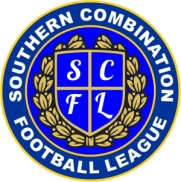 SOUTHERN COMBINATION
S C
F L
FOOTBALL LEAGUE